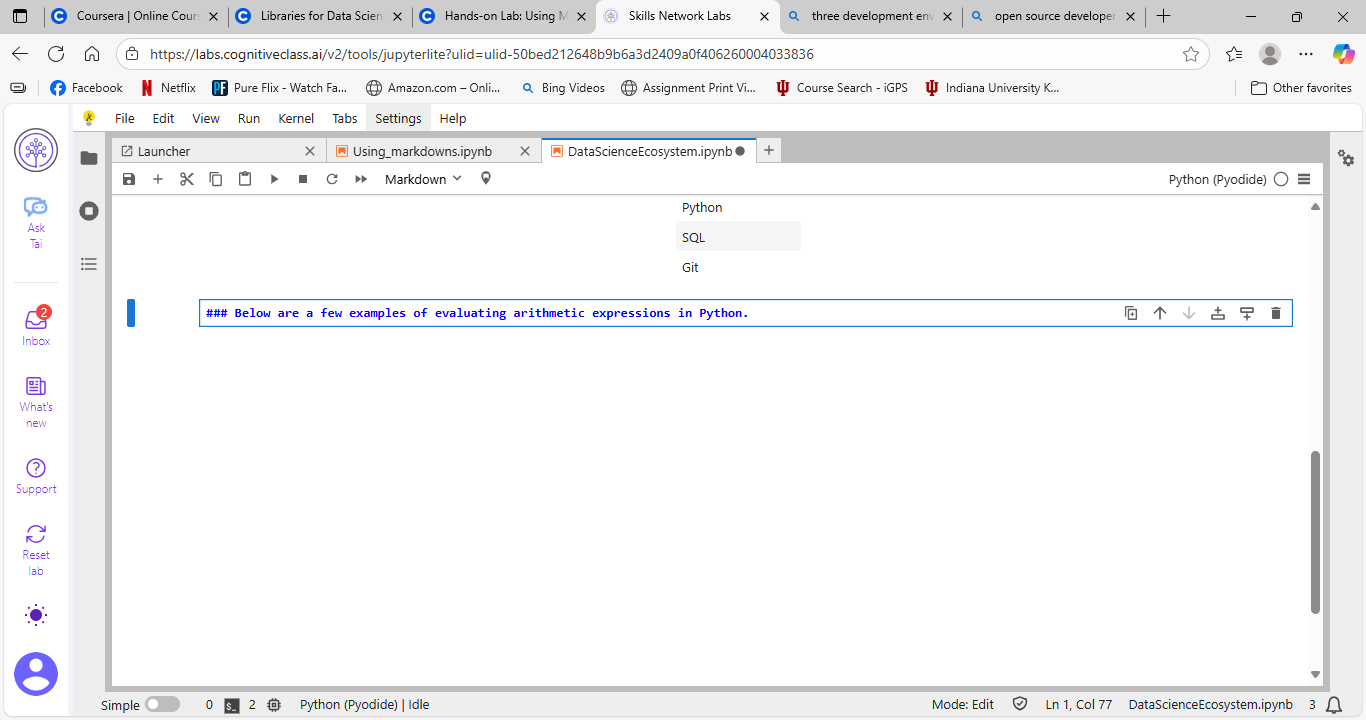 Coursera | Online Cours
Libraries for Data Scien
Hands-on Lab: Using M
Skills Network Labs
three development env
open source developer
https://labs.cognitiveclass.ai/v2/tools/jupyterlite?ulid=ulid-50bed212648b9b6a3d2409a0f406260004033836
Facebook
Netflix
Pure Flix - Watch Fa...
Amazon.com – Onli...
Bing Videos
Assignment Print Vi...
Course Search - iGPS
Indiana University K...
Other favorites
File Edit View Run Kernel Tabs Settings Help
Launcher
Using_markdowns.ipynb
DataScienceEcosystem.ipynb
Markdown
Python (Pyodide)
Ask
Tai
2
Inbox
What's
new
Support
Reset
lab
Python
SQL
Git
### Below are a few examples of evaluating arithmetic expressions in Python.
Simple
0
$_
2
Python (Pyodide) | Idle
Mode: Edit
Ln 1, Col 77
DataScienceEcosystem.ipynb
3